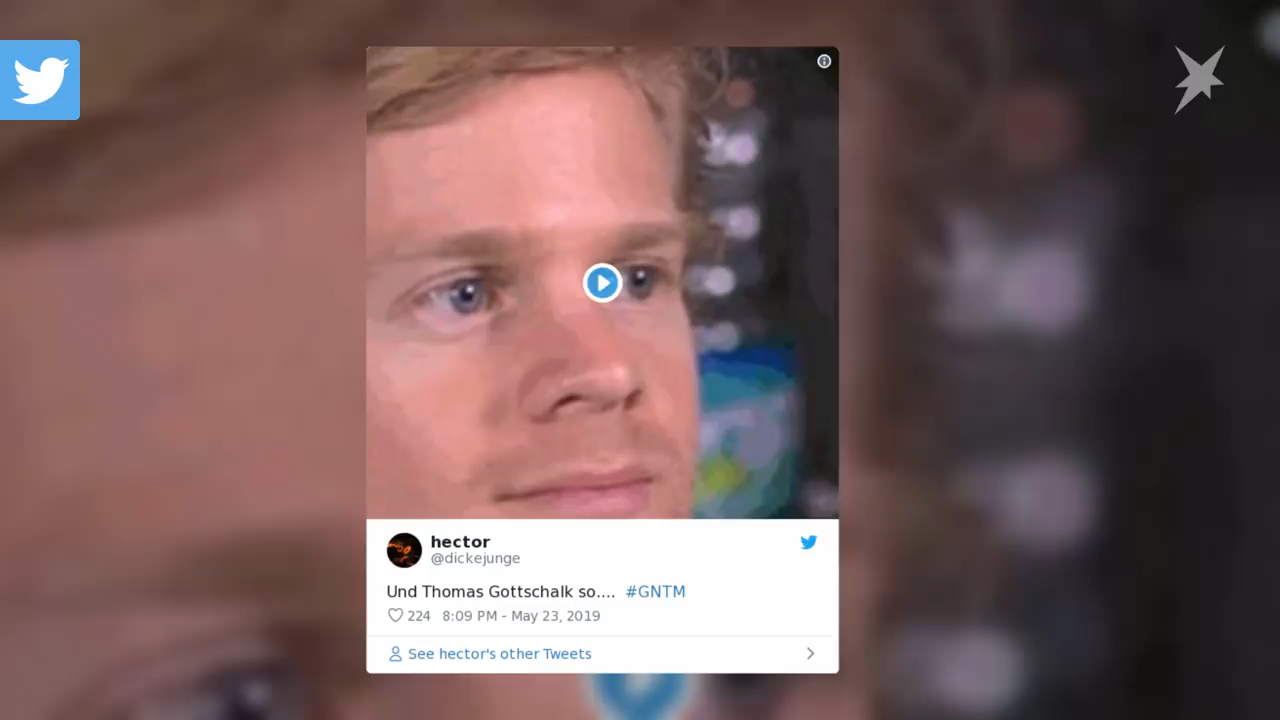 hector
@dickejunge
Und Thomas Gottschalk so.... #GNTM
224 8:09 PM - May 23, 2019
See hector's other Tweets